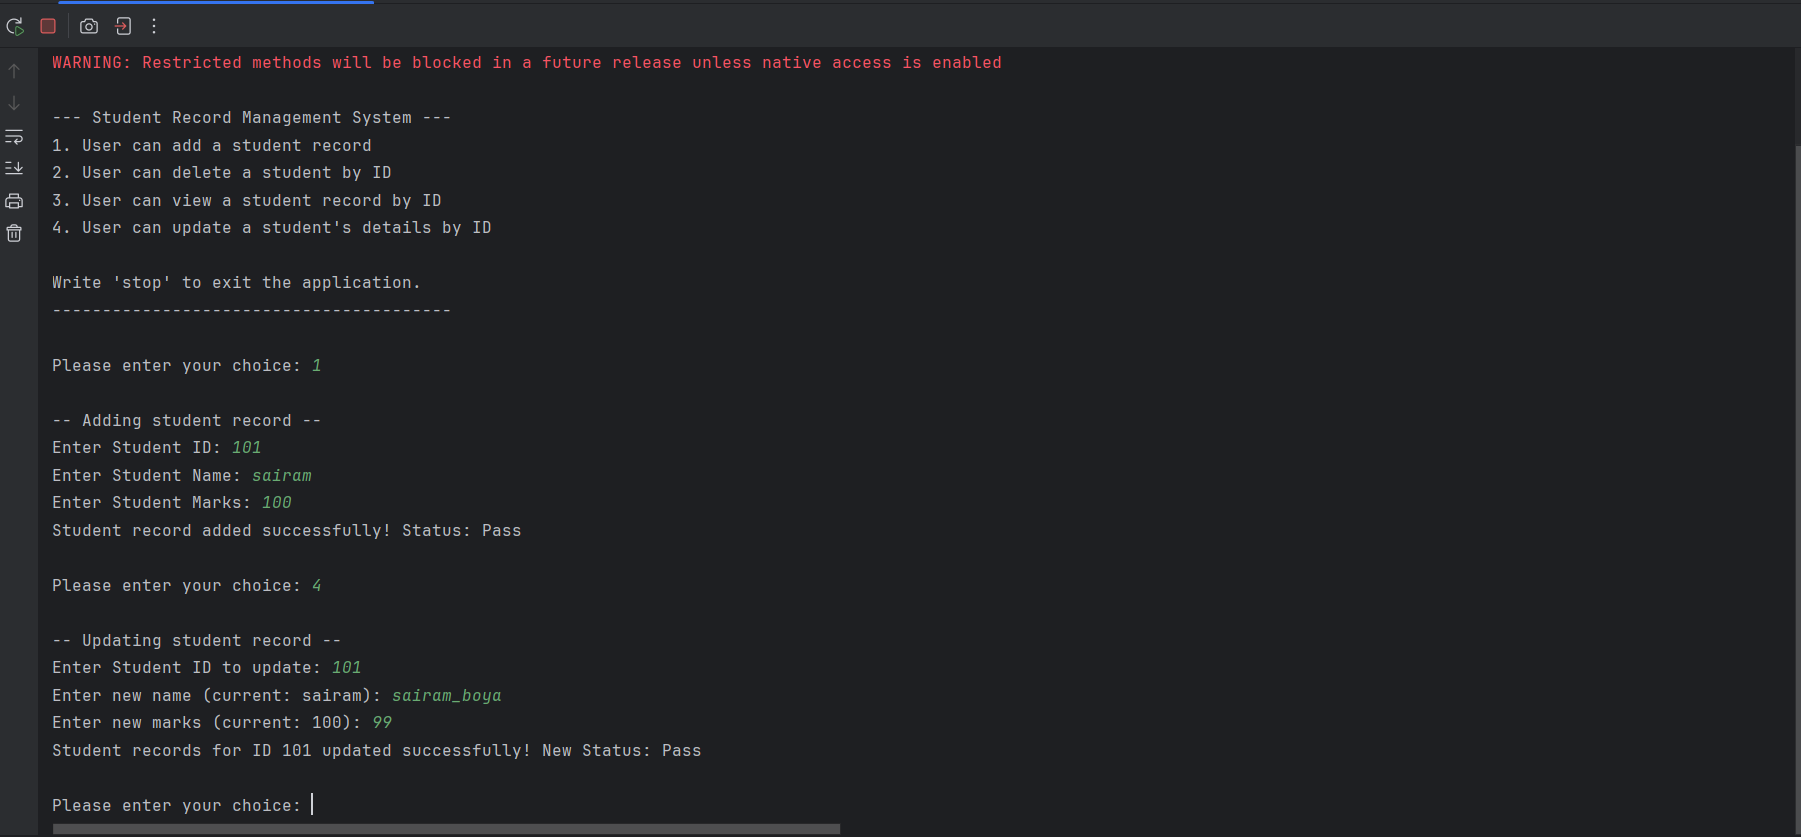 WARNING: Restricted methods will be blocked in a future release unless native access is enabled
--- Student Record Management System ---
1. User can add a student record
2. User can delete a student by ID
3. User can view a student record by ID
4. User can update a student's details by ID
Write 'stop' to exit the application.
----------------------------------------
Please enter your choice: 1
-- Adding student record --
Enter Student ID: 101
Enter Student Name: sairam
Enter Student Marks: 100
Student record added successfully! Status: Pass
Please enter your choice: 4
-- Updating student record --
Enter Student ID to update: 101
Enter new name (current: sairam): sairam_boya
Enter new marks (current: 100): 99
Student records for ID 101 updated successfully! New Status: Pass
Please enter your choice: